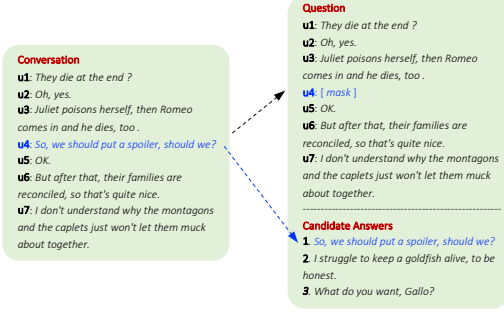 Conversation
u1: They die at the end ?
u2: Oh, yes.
u3: Juliet poisons herself, then Romeo
comes in and he dies, too .
u4: So, we should put a spoiler, should we?
u5: OK.
u6: But after that, their families are
reconciled, so that's quite nice.
u7: I don't understand why the montagons
and the caplets just won't let them muck
about together.
Question
u1: They die at the end ?
u2: Oh, yes.
u3: Juliet poisons herself, then Romeo
comes in and he dies, too .
u4: [ mask ]
u5: OK.
u6: But after that, their families are
reconciled, so that's quite nice.
u7: I don't understand why the montagons
and the caplets just won't let them muck
about together.
Candidate Answers
1. So, we should put a spoiler, should we?
2. I struggle to keep a goldfish alive, to be
honest.
3. What do you want, Gallo?